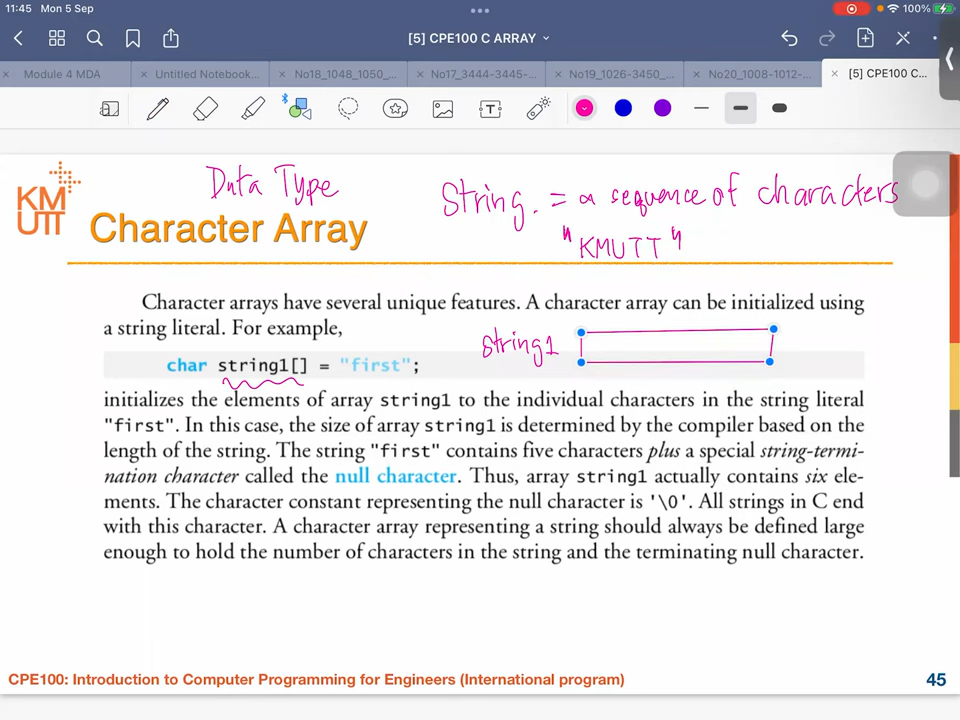 11:45 Mon 5 Sep
100%
[5] CPE100 C ARRAY
Module 4 MDA
Untitled Notebook...
No18_1048_1050_...
No17_3444-3445-...
No19_1026-3450_...
No20_1008-1012-...
[5] CPE100 C...
KM
UTT
Data Type
String. = a sequence of characters
Character Array
"KMUTT"
Character arrays have several unique features. A character array can be initialized using
a string literal. For example,
string1
char string1[] = "first";
initializes the elements of array string1 to the individual characters in the string literal
"first". In this case, the size of array string1 is determined by the compiler based on the
length of the string. The string "first" contains five characters plus a special string-termi-
nation character called the null character. Thus, array string1 actually contains six ele-
ments. The character constant representing the null character is '\0'. All strings in C end
with this character. A character array representing a string should always be defined large
enough to hold the number of characters in the string and the terminating null character.
CPE100: Introduction to Computer Programming for Engineers (International program)
45